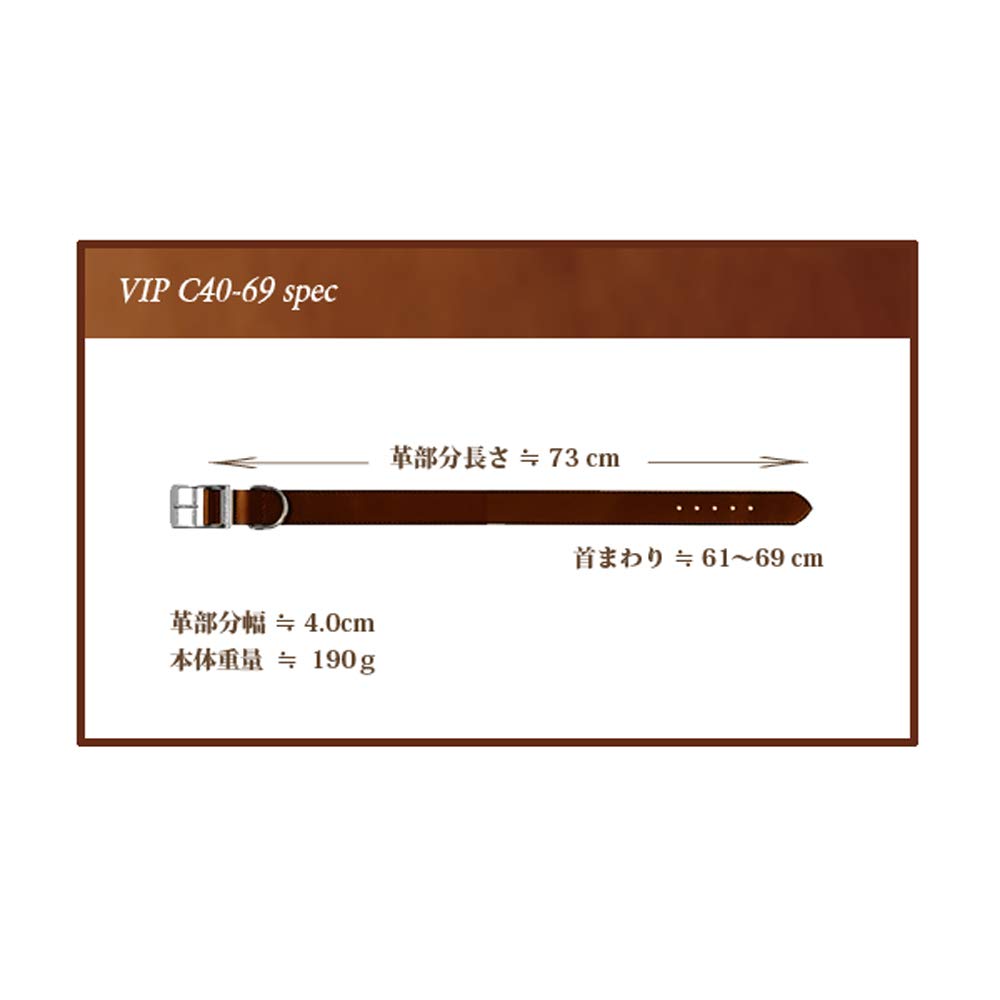 VIP C40-69 spec
革部分長さ ≒ 73 cm
首まわり ≒ 61〜69 cm
革部分幅 ≒ 4.0cm
本体重量 ≒ 190g